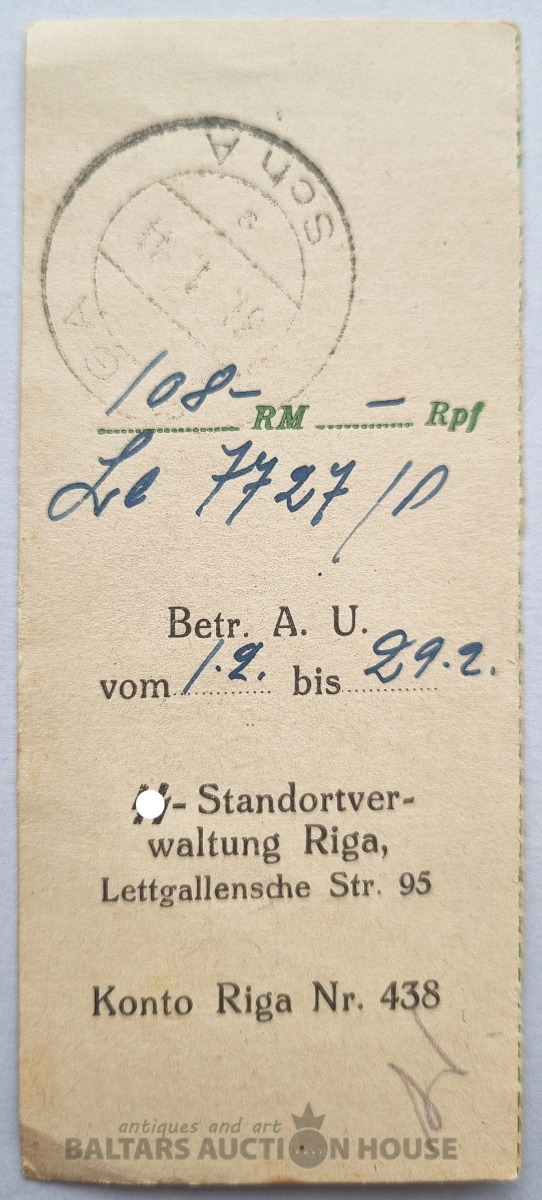 Sch A
108- RM - Rpf
Le 7727/D
Betr. A. U.
vom 1.2. bis 29.2.
- Standortver-
waltung Riga,
Lettgallensche Str. 95
Konto Riga Nr. 438
antiques and art
BALTARS AUCTION HOUSE